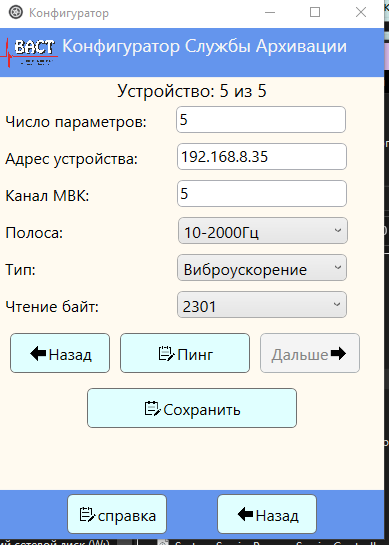 Конфигуратор
ВАСТ Конфигуратор Службы Архивации
Устройство: 5 из 5
Число параметров: 5
Адрес устройства: 192.168.8.35
Канал МВК: 5
Полоса: 10-2000Гц
Тип: Виброускорение
Чтение байт: 2301
Назад Пинг Дальше
Сохранить
справка Назад